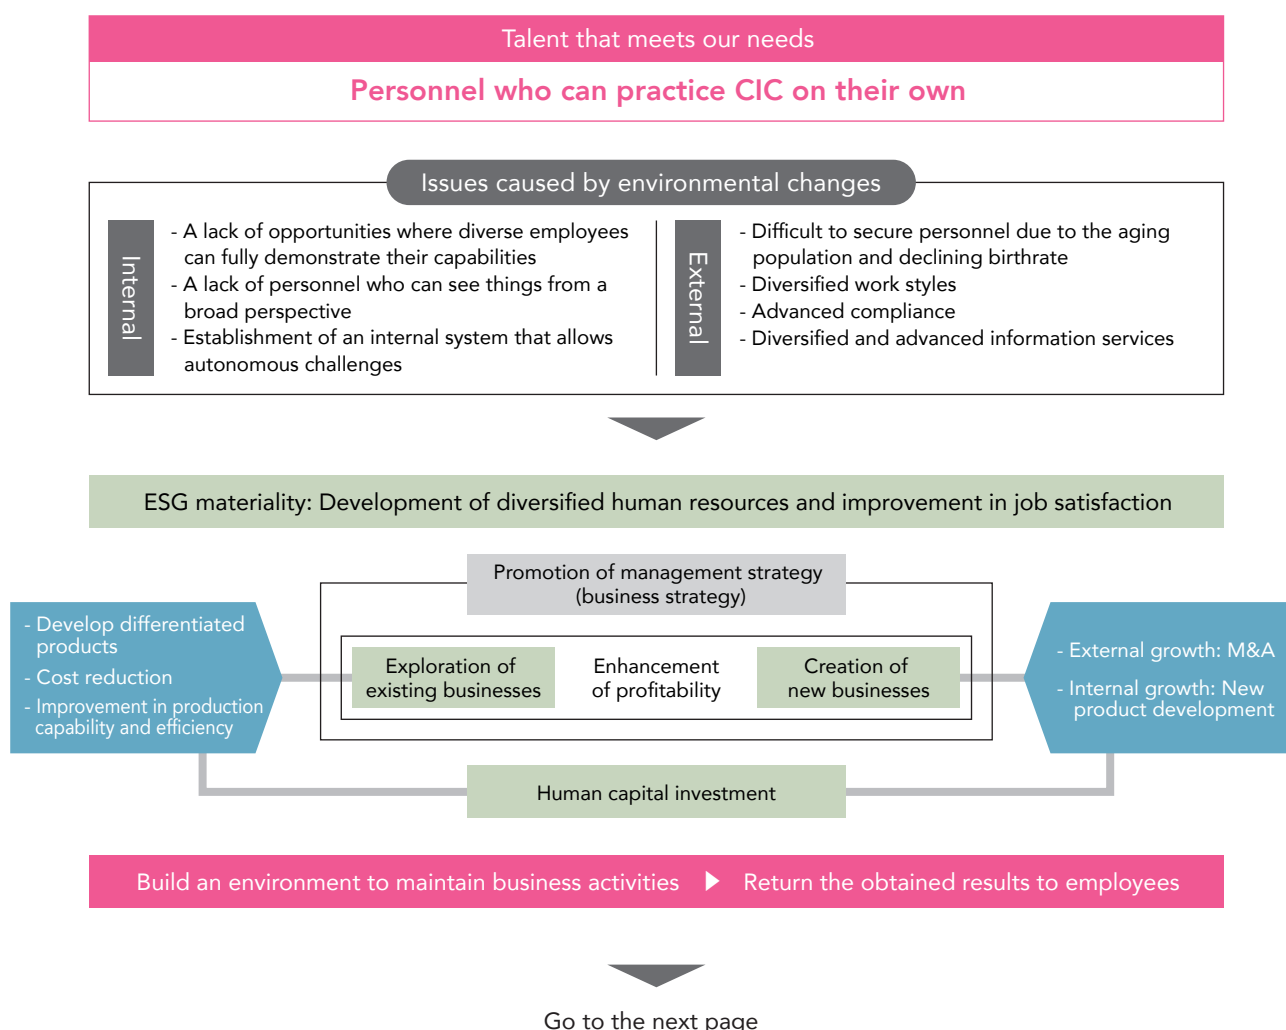 Talent that meets our needs
Personnel who can practice CIC on their own
Issues caused by environmental changes
Internal
- A lack of opportunities where diverse employees
can fully demonstrate their capabilities
- A lack of personnel who can see things from a
broad perspective
- Establishment of an internal system that allows
autonomous challenges
External
- Difficult to secure personnel due to the aging
population and declining birthrate
- Diversified work styles
- Advanced compliance
- Diversified and advanced information services
ESG materiality: Development of diversified human resources and improvement in job satisfaction
Promotion of management strategy
(business strategy)
- Develop differentiated
products
- Cost reduction
- Improvement in production
capability and efficiency
Exploration of
existing businesses
Enhancement
of profitability
Creation of
new businesses
- External growth: M&A
- Internal growth: New
product development
Human capital investment
Build an environment to maintain business activities ▶ Return the obtained results to employees
Go to the next page